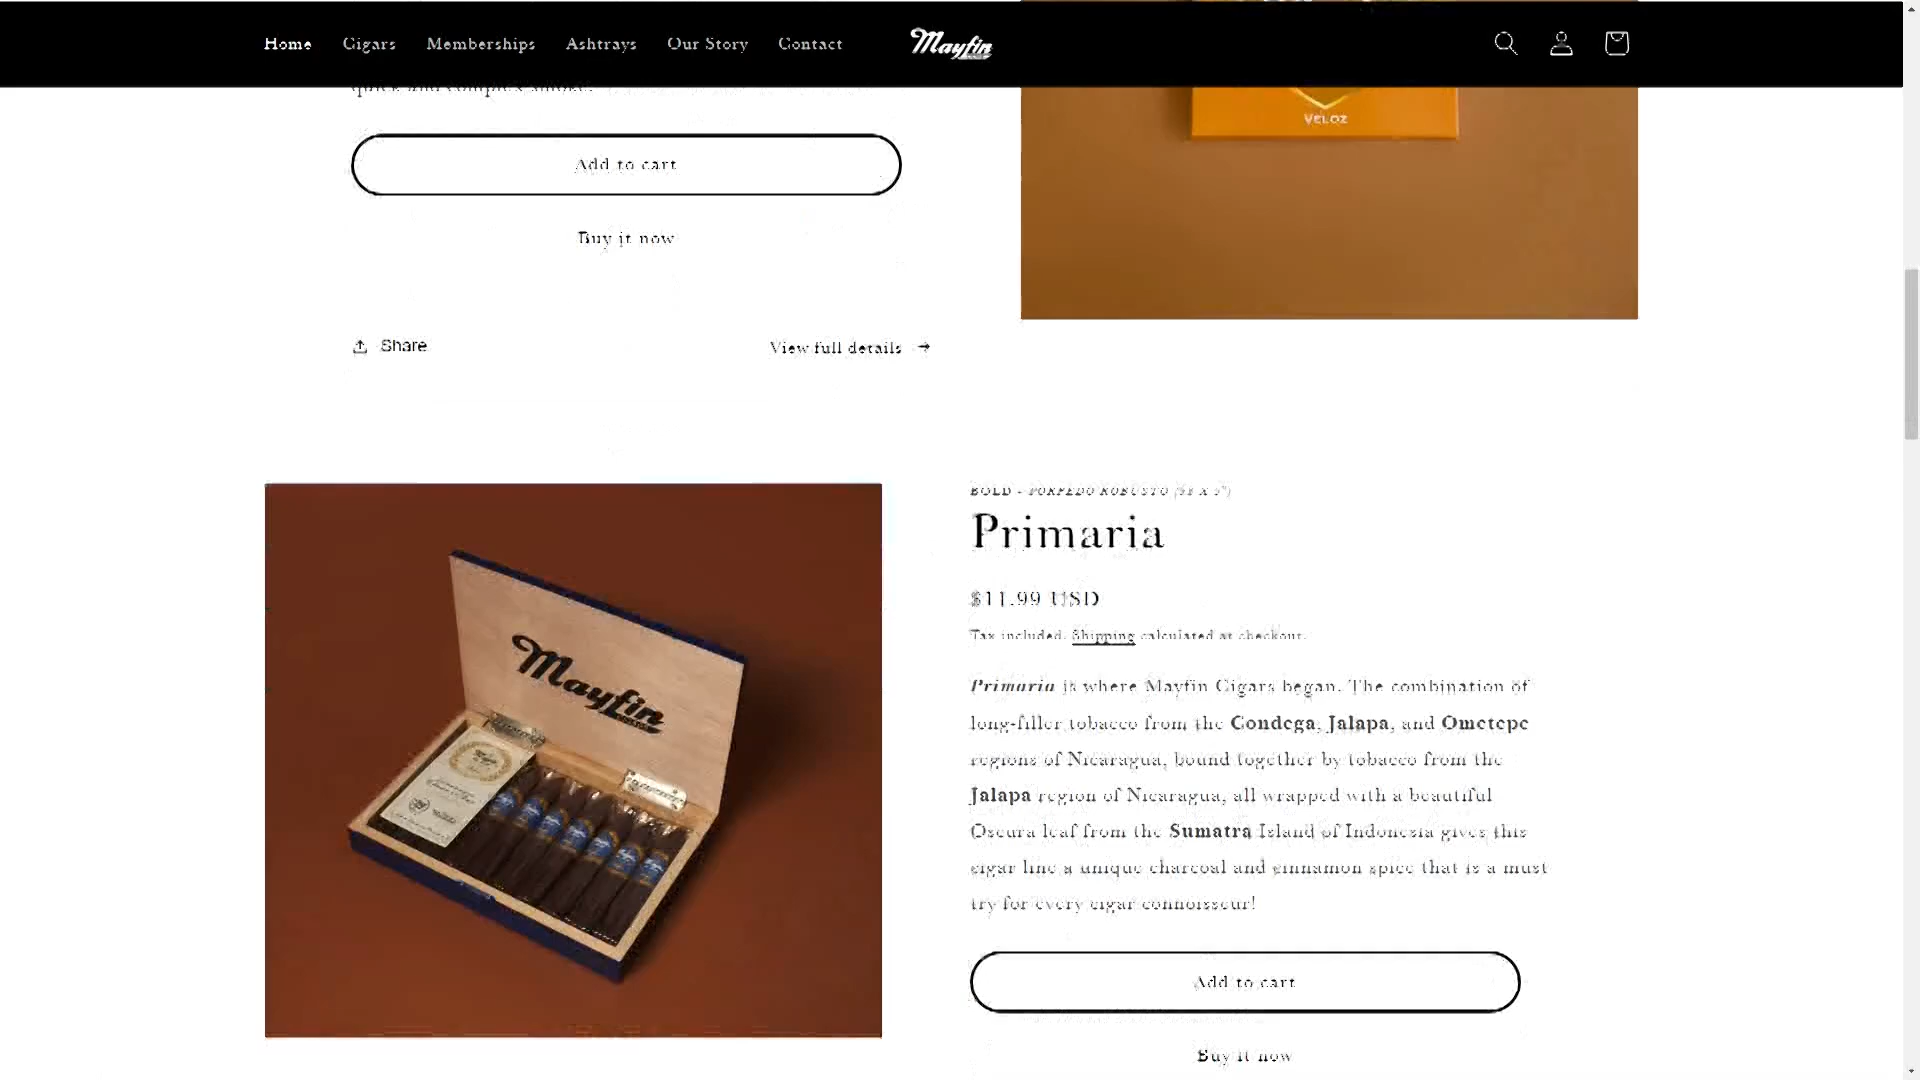 Home Cigars Memberships Ashtrays Our Story Contact Mayfin
quick and complex smoke.
VELOZ
Add to cart
Buy it now
Share
View full details →
BOLD - TORPEDO ROBUSTO
Primaria
$11.99 USD
Tax included. Shipping calculated at checkout.
Primaria is where Mayfin Cigars began. The combination of
long-filler tobacco from the Condega, Jalapa, and Ometepe
regions of Nicaragua, bound together by tobacco from the
Jalapa region of Nicaragua, all wrapped with a beautiful
Oscura leaf from the Sumatra Island of Indonesia gives this
cigar line a unique charcoal and cinnamon spice that is a must
try for every cigar connoisseur!
Mayfin
Add to cart
Buy it now